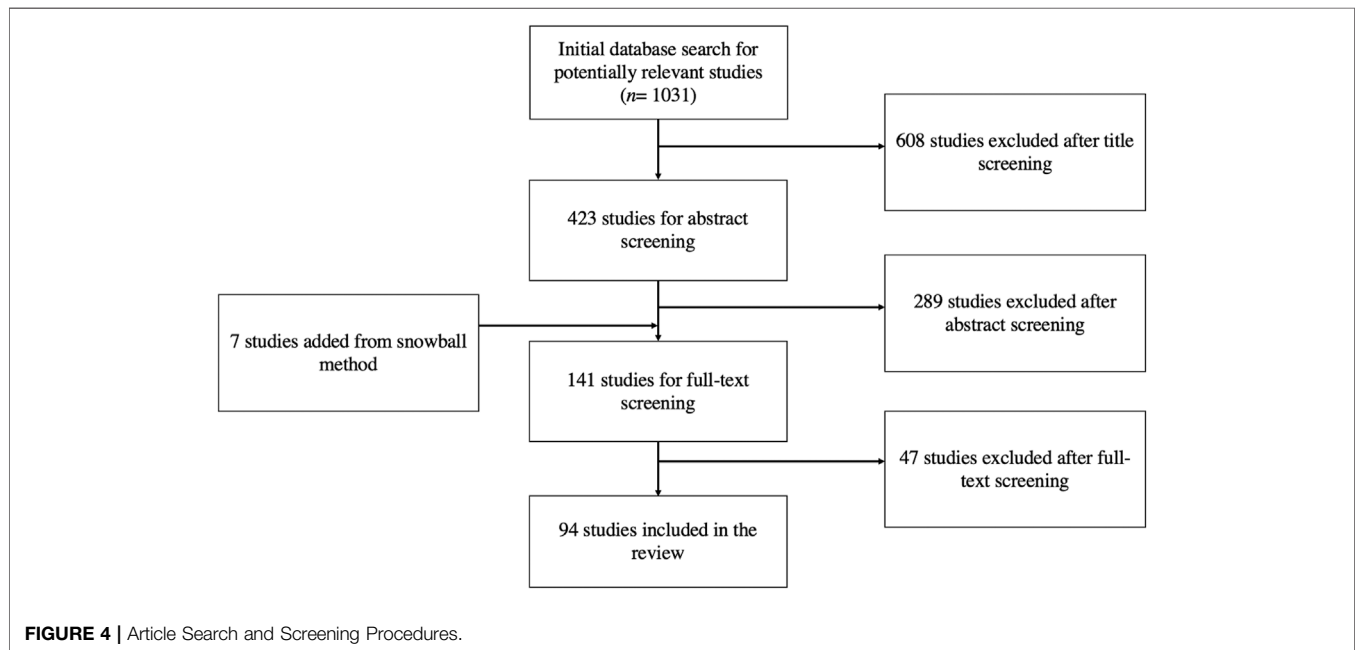 Initial database search for
potentially relevant studies
(n= 1031)
608 studies excluded after title
screening
423 studies for abstract
screening
289 studies excluded after
abstract screening
7 studies added from snowball
method
141 studies for full-text
screening
47 studies excluded after full-
text screening
94 studies included in the
review
FIGURE 4 | Article Search and Screening Procedures.